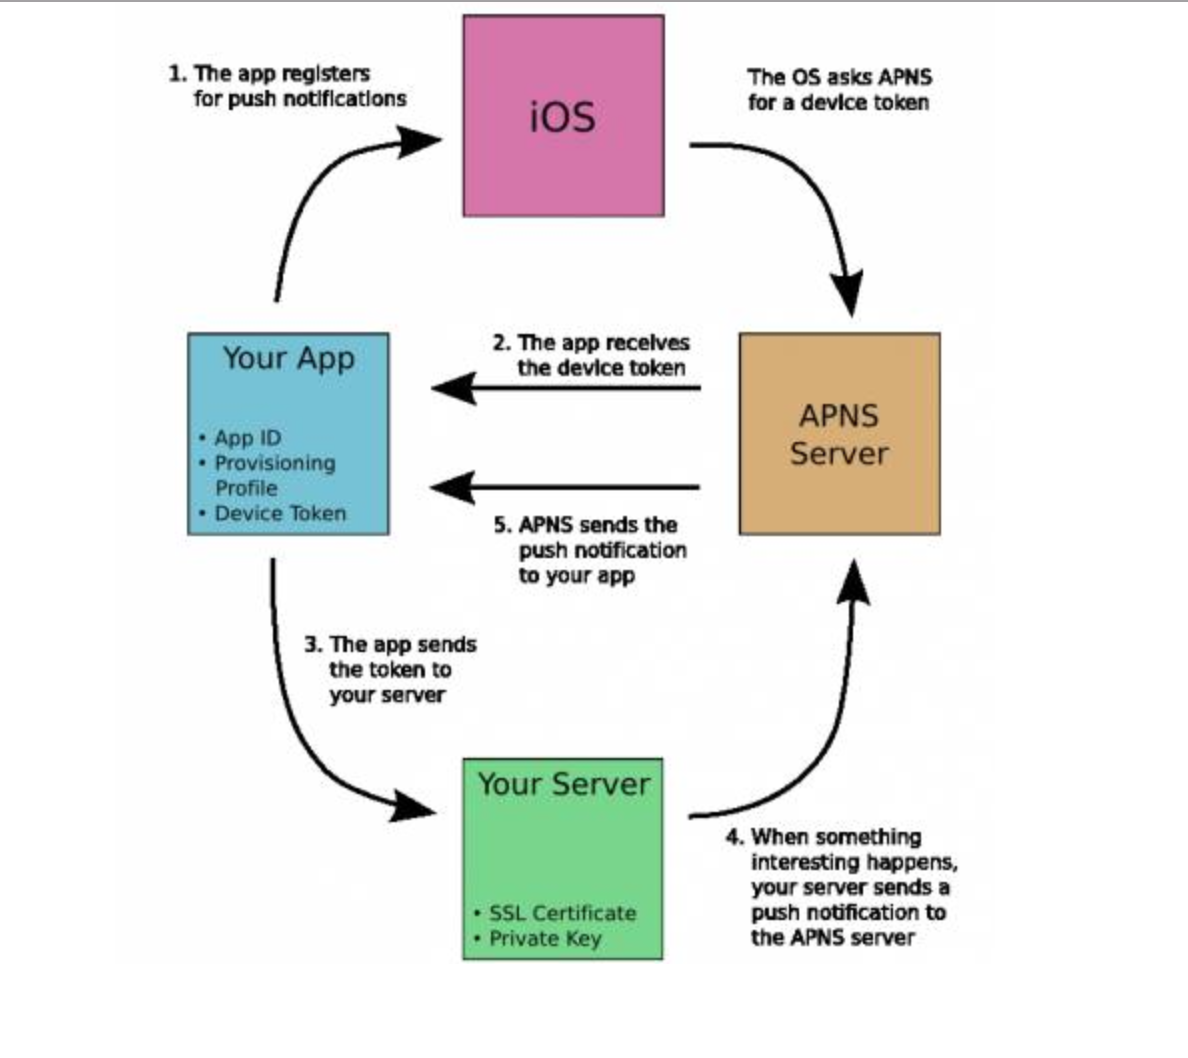 1. The app registers
for push notifications
iOS
The OS asks APNS
for a device token
Your App
• App ID
• Provisioning
Profile
• Device Token
2. The app receives
the device token
APNS
Server
5. APNS sends the
push notification
to your app
3. The app sends
the token to
your server
Your Server
• SSL Certificate
• Private Key
4. When something
interesting happens,
your server sends a
push notification to
the APNS server